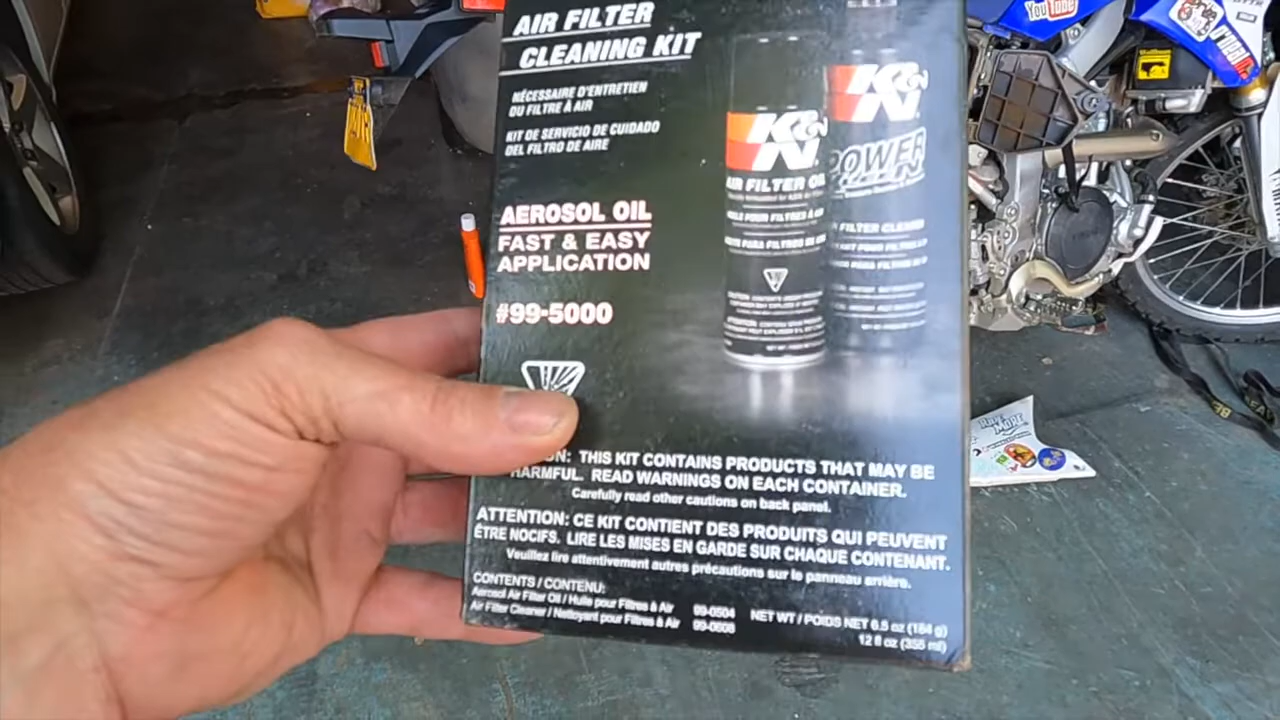 AIR FILTER
CLEANING KIT
NÉCESSAIRE D'ENTRETIEN
DU FILTRE À AIR
KIT DE SERVICIO DE CUIDADO
DEL FILTRO DE AIRE
AEROSOL OIL
FAST & EASY
APPLICATION
#99-5000
K&N
AIR FILTER OIL
K&N
POWER
FILTER CLEANER
THIS KIT CONTAINS PRODUCTS THAT MAY BE
HARMFUL. READ WARNINGS ON EACH CONTAINER.
Carefully read other cautions on back panel.
ATTENTION: CE KIT CONTIENT DES PRODUITS QUI PEUVENT
ÊTRE NOCIFS. LIRE LES MISES EN GARDE SUR CHAQUE CONTENANT.
Veuillez lire attentivement autres précautions sur le panneau arrière.
CONTENTS / CONTENU:
Aerosol Air Filter Oil / Huile pour Filtres à Air 99-0504
Air Filter Cleaner / Nettoyant pour Filtres à Air 99-0608
NET WT / POIDS NET 6.5 oz (184 g)
12 fl oz (355 ml)
YouTube
RIDE MORE